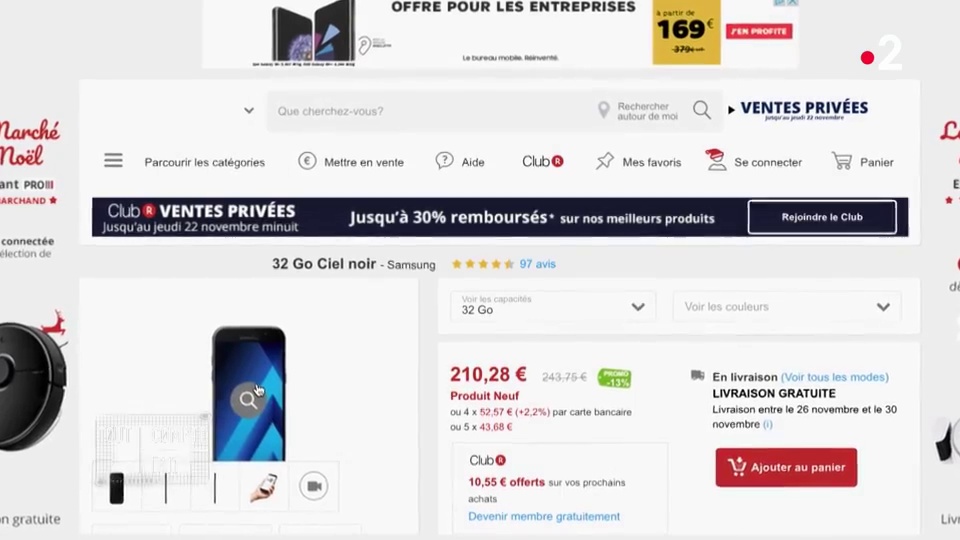 OFFRE POUR LES ENTREPRISES
à partir de
169€
379€
J'EN PROFITE
Le bureau mobile. Réinventé.
2
Que cherchez-vous?
Rechercher
autour de moi
VENTES PRIVÉES
jusqu'au jeudi 22 novembre
Parcourir les catégories
Mettre en vente
Aide
Club R
Mes favoris
Se connecter
Panier
Club R VENTES PRIVÉES
Jusqu'au jeudi 22 novembre minuit
Jusqu'à 30% remboursés* sur nos meilleurs produits
Rejoindre le Club
Marché
Noël
ant PRO
MARCHAND
connectée
élection de
on gratuite
32 Go Ciel noir - Samsung
97 avis
Voir les capacités
32 Go
Voir les couleurs
210,28 € 243,75 € PROMO -13%
Produit Neuf
ou 4 x 52,57 € (+2,2%) par carte bancaire
ou 5 x 43,68 €
Club R
10,55 € offerts sur vos prochains
achats
Devenir membre gratuitement
En livraison (Voir tous les modes)
LIVRAISON GRATUITE
Livraison entre le 26 novembre et le 30
novembre (i)
Ajouter au panier